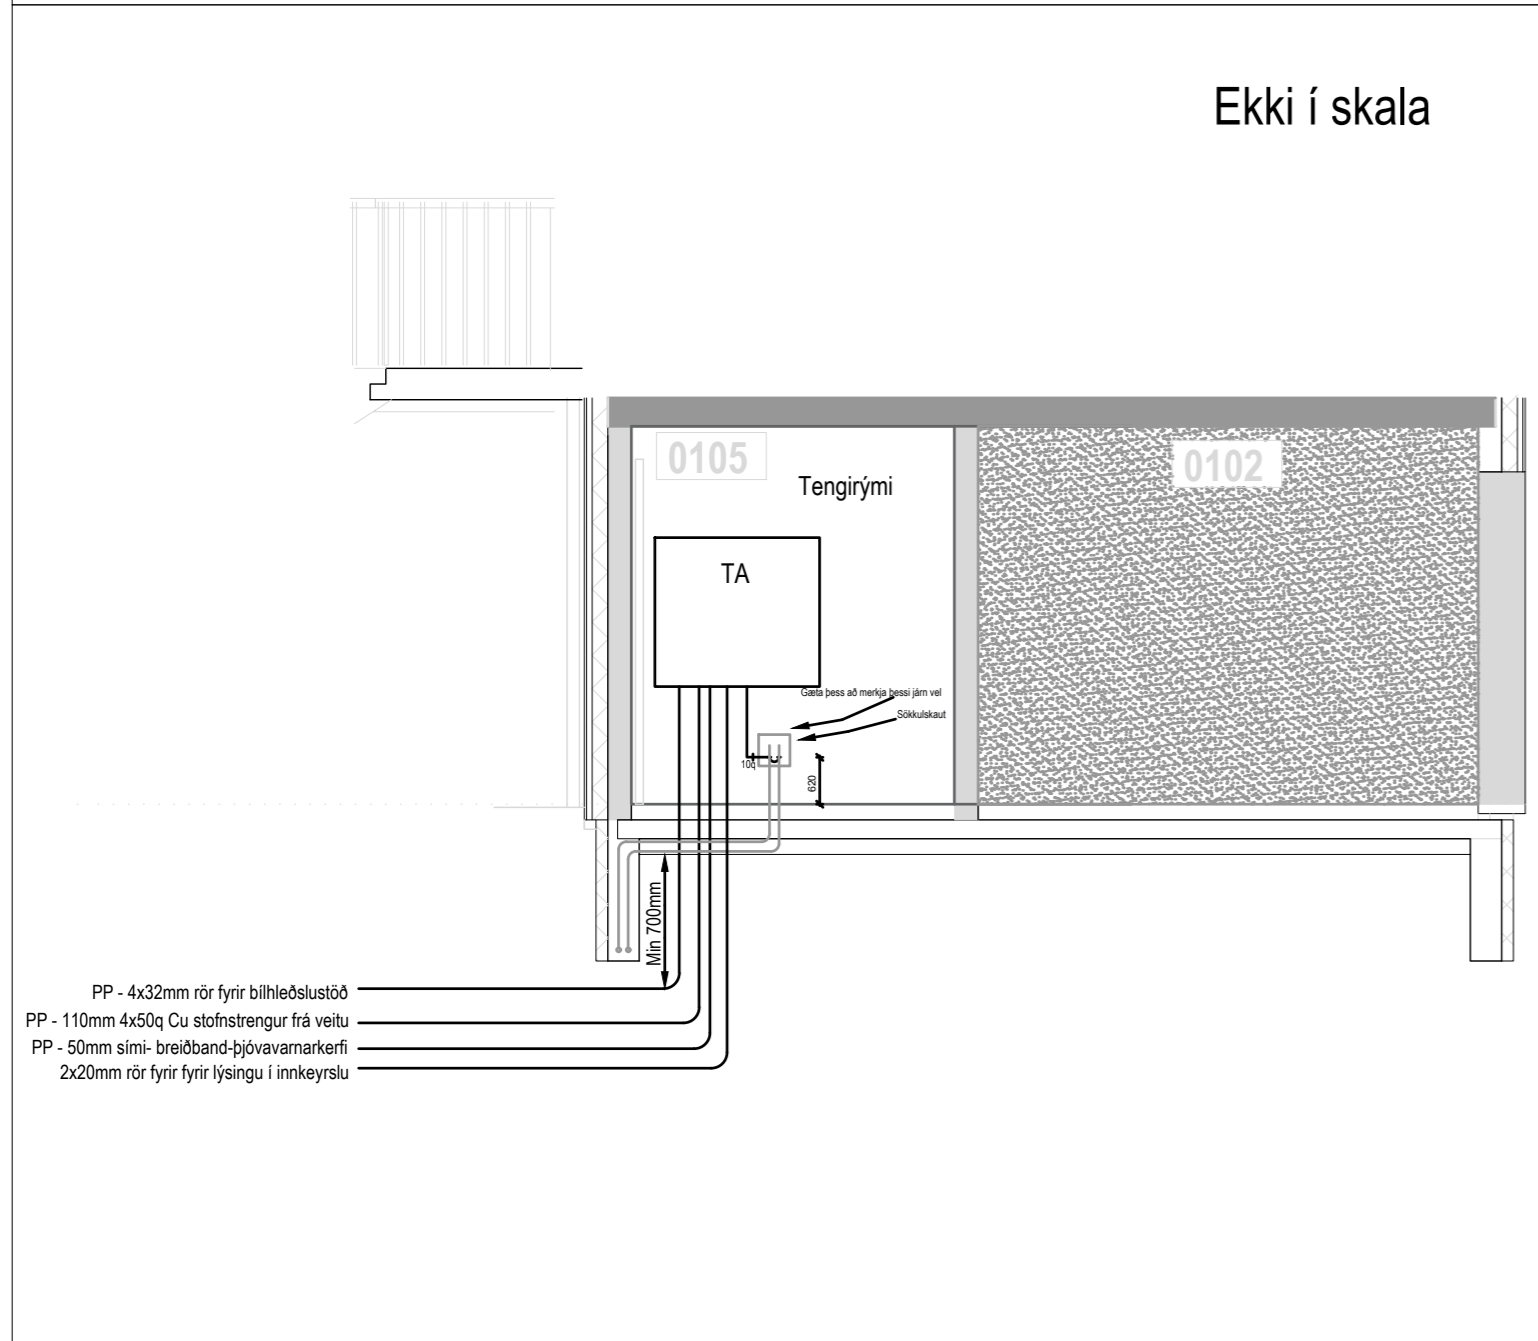 Ekki í skala
0105
0102
Tengirými
TA
Gæta þess að merkja þessi járn vel
Sökkulskaut
10q
620
Min 700mm
PP - 4x32mm rör fyrir bílhleðslustöð
PP - 110mm 4x50q Cu stofnstrengur frá veitu
PP - 50mm sími- breiðband-þjóvavarnarkerfi
2x20mm rör fyrir fyrir lýsingu í innkeyrslu